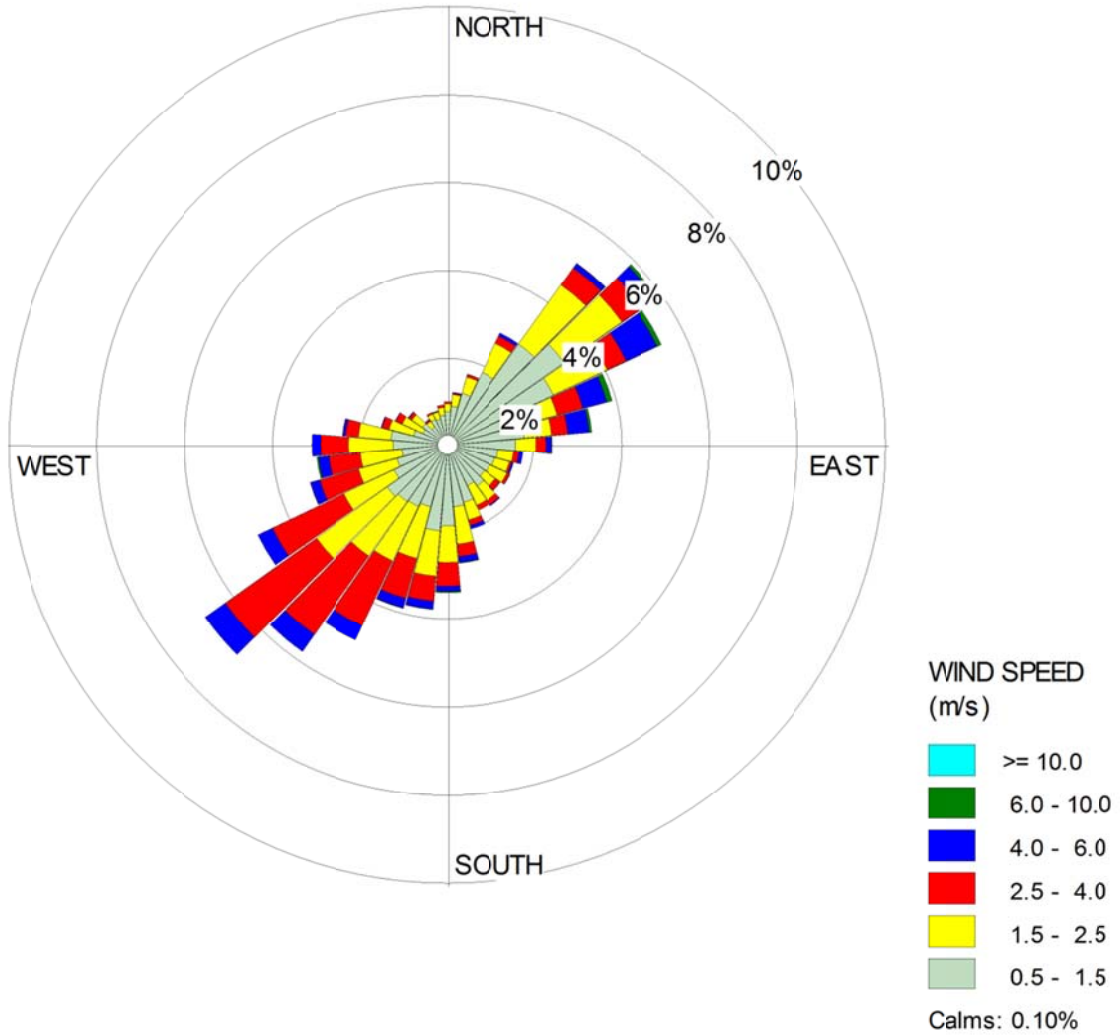 NORTH
10%
8%
6%
4%
2%
WEST
EAST
SOUTH
WIND SPEED
(m/s)
>= 10.0
6.0 - 10.0
4.0 - 6.0
2.5 - 4.0
1.5 - 2.5
0.5 - 1.5
Calms: 0.10%